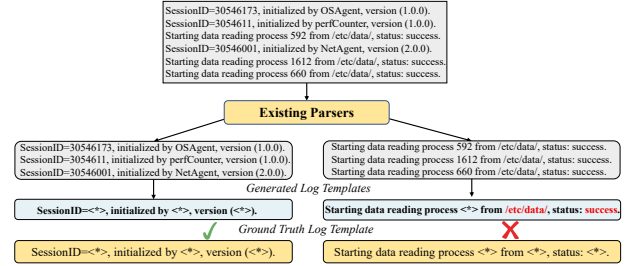 SessionID=30546173, initialized by OSAgent, version (1.0.0).
SessionID=3054611, initialized by perfCounter, version (1.0.0).
Starting data reading process 592 from /etc/data/, status: success.
SessionID=30546001, initialized by NetAgent, version (2.0.0).
Starting data reading process 1612 from /etc/data/, status: success.
Starting data reading process 660 from /etc/data/, status: success.
Existing Parsers
SessionID=30546173, initialized by OSAgent, version (1.0.0).
SessionID=3054611, initialized by perfCounter, version (1.0.0).
SessionID=30546001, initialized by NetAgent, version (2.0.0).
Starting data reading process 592 from /etc/data/, status: success.
Starting data reading process 1612 from /etc/data/, status: success.
Starting data reading process 660 from /etc/data/, status: success.
Generated Log Templates
SessionID=<*>, initialized by <*>, version (<*>).
Starting data reading process <*> from /etc/data/, status: success.
Ground Truth Log Template
SessionID=<*>, initialized by <*>, version (<*>).
Starting data reading process <*> from <*>, status: <*>.